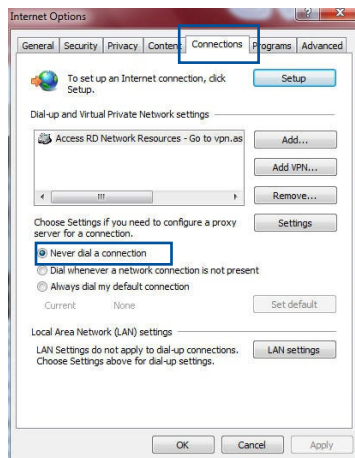 Internet Options
General Security Privacy Content Connections Programs Advanced
To set up an Internet connection, click
Setup.
Setup
Dial-up and Virtual Private Network settings
Access RD Network Resources - Go to vpn.as
Add...
Add VPN...
Remove...
Choose Settings if you need to configure a proxy
server for a connection.
Settings
Never dial a connection
Dial whenever a network connection is not present
Always dial my default connection
Current None Set default
Local Area Network (LAN) settings
LAN Settings do not apply to dial-up connections.
Choose Settings above for dial-up settings.
LAN settings
OK Cancel Apply